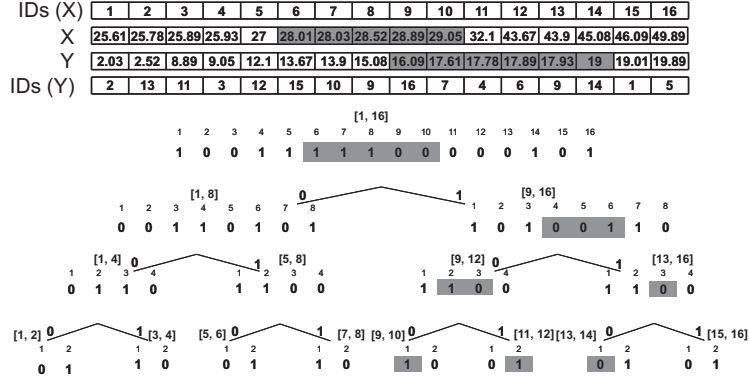 IDs (X) 1 2 3 4 5 6 7 8 9 10 11 12 13 14 15 16
X 25.61 25.78 25.89 25.93 27 28.01 28.03 28.52 28.89 29.05 32.1 43.67 43.9 45.08 46.09 49.89
Y 2.03 2.52 8.89 9.05 12.1 13.67 13.9 15.08 16.09 17.61 17.78 17.89 17.93 19 19.01 19.89
IDs (Y) 2 13 11 3 12 15 10 9 16 7 4 6 9 14 1 5
[1, 16]
1 2 3 4 5 6 7 8 9 10 11 12 13 14 15 16
1 0 0 1 1 1 1 1 0 0 0 0 0 1 0 1
[1, 8] 0 1 [9, 16]
1 2 3 4 5 6 7 8 1 2 3 4 5 6 7 8
0 0 1 1 0 1 0 1 1 0 1 0 0 1 1 0
[1, 4] 0 1 [5, 8] [9, 12] 0 1 [13, 16]
1 2 3 4 1 2 3 4 1 2 3 4 1 2 3 4
0 1 1 0 1 1 0 0 1 1 0 0 1 1 0 0
[1, 2] 0 1 [3, 4] [5, 6] 0 1 [7, 8] [9, 10] 0 1 [11, 12] [13, 14] 0 1 [15, 16]
1 2 1 2 1 2 1 2 1 2 1 2 1 2 1 2
0 1 1 0 0 1 1 0 1 0 0 1 0 1 1 0